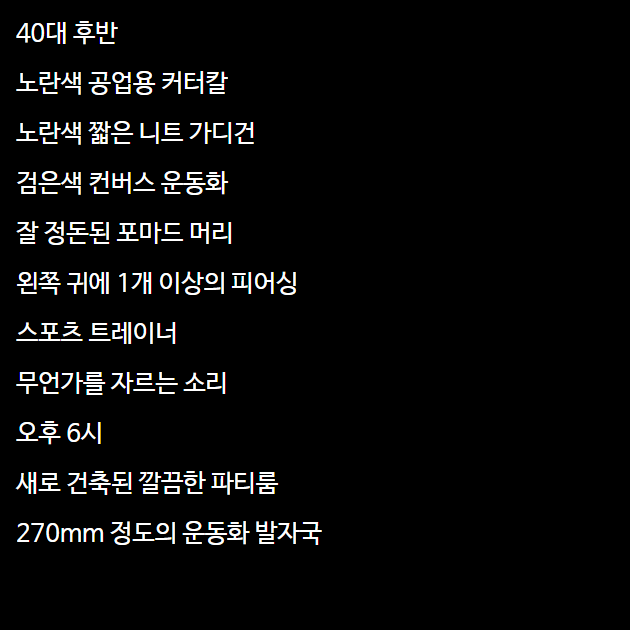 40대 후반
노란색 공업용 커터칼
노란색 짧은 니트 가디건
검은색 컨버스 운동화
잘 정돈된 포마드 머리
왼쪽 귀에 1개 이상의 피어싱
스포츠 트레이너
무언가를 자르는 소리
오후 6시
새로 건축된 깔끔한 파티룸
270mm 정도의 운동화 발자국